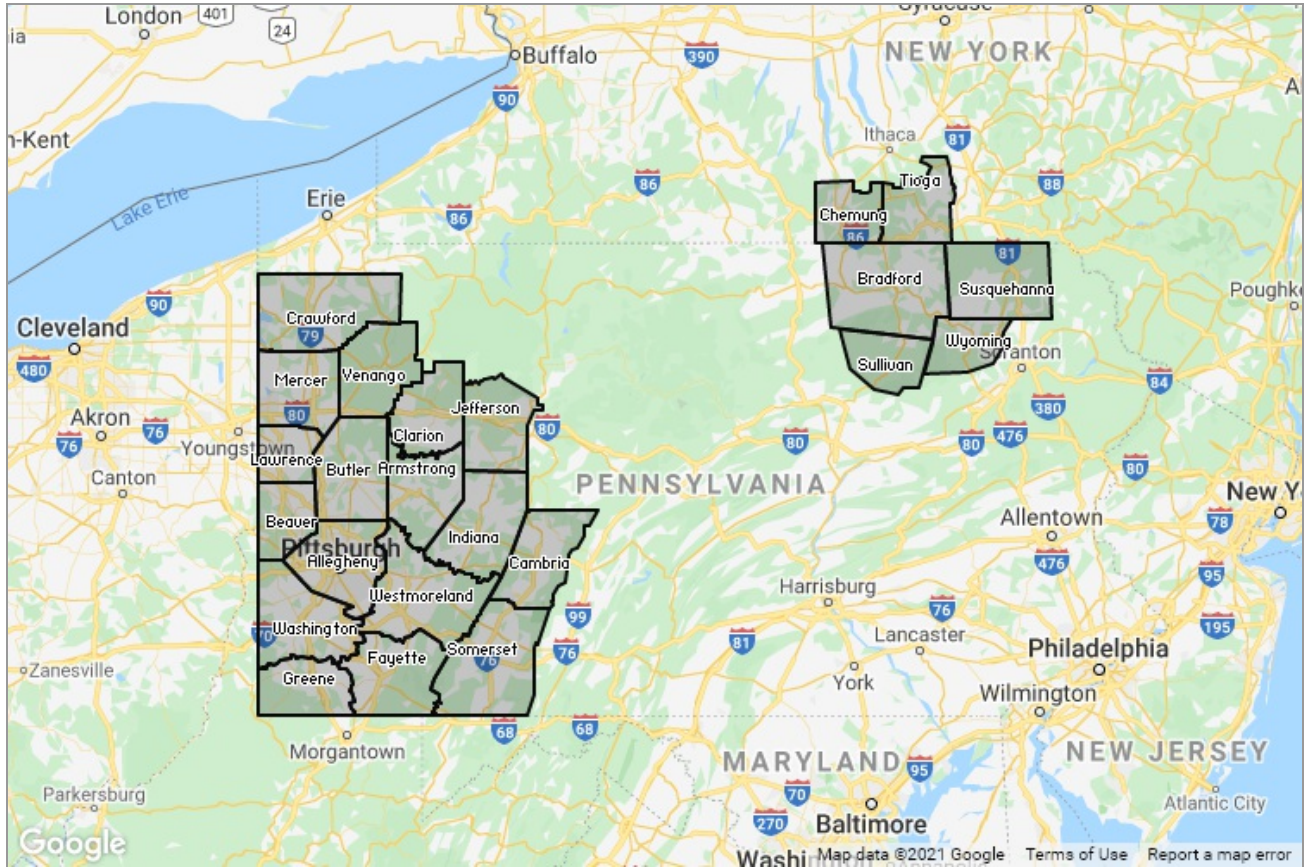 London
401
24
Syracuse
390
NEW YORK
Buffalo
90
n-Kent
Ithaca
81
Lake Erie
Erie
86
86
88
Tioga
Chemung
86
81
Bradford
Susquehanna
90
Crawford
79
Cleveland
480
Wyoming
Scranton
Sullivan
84
Mercer
Venango
80
Jefferson
380
Akron
76
76
Youngstown
Clarion
80
80
80
476
Lawrence
Butler
Armstrong
80
Canton
PENNSYLVANIA
New Yo
Beaver
Allentown
78
Indiana
Pittsburgh
Allegheny
Cambria
476
95
Harrisburg
Westmoreland
76
99
Lancaster
195
70
Washington
81
Somerset
76
76
Philadelphia
Zanesville
Fayette
Greene
York
Wilmington
Morgantown
68
68
MARYLAND
95
NEW JERSEY
70
Parkersburg
Atlantic City
270
Baltimore
Google
Map data ©2021 Google
Terms of Use
Report a map error